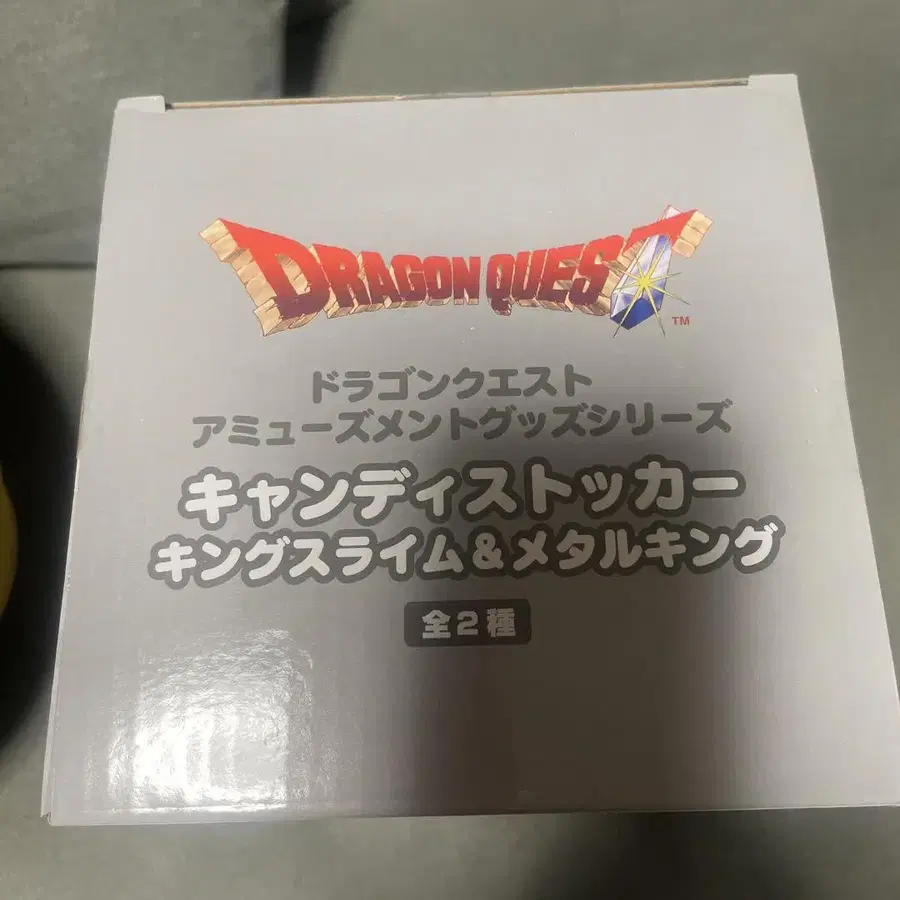 DRAGON QUEST TM
ドラゴンクエスト
アミューズメントグッズシリーズ
キャンディストッカー
キングスライム&メタルキング
全2種